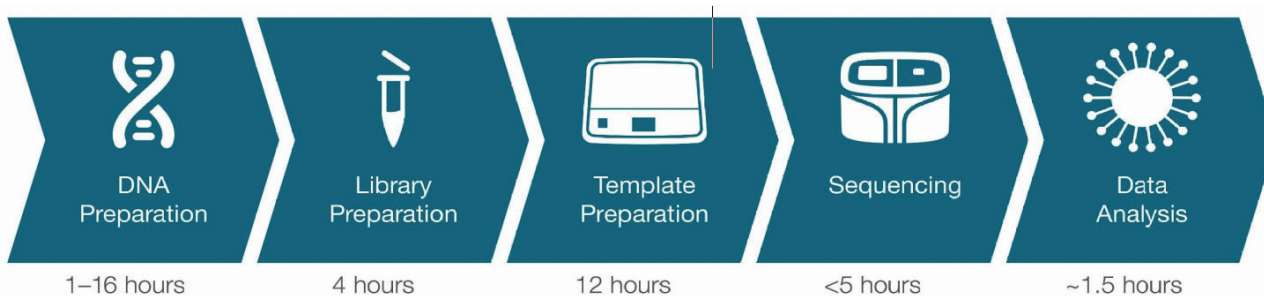 DNA
Preparation
Library
Preparation
Template
Preparation
Sequencing
Data
Analysis
1–16 hours
4 hours
12 hours
<5 hours
~1.5 hours